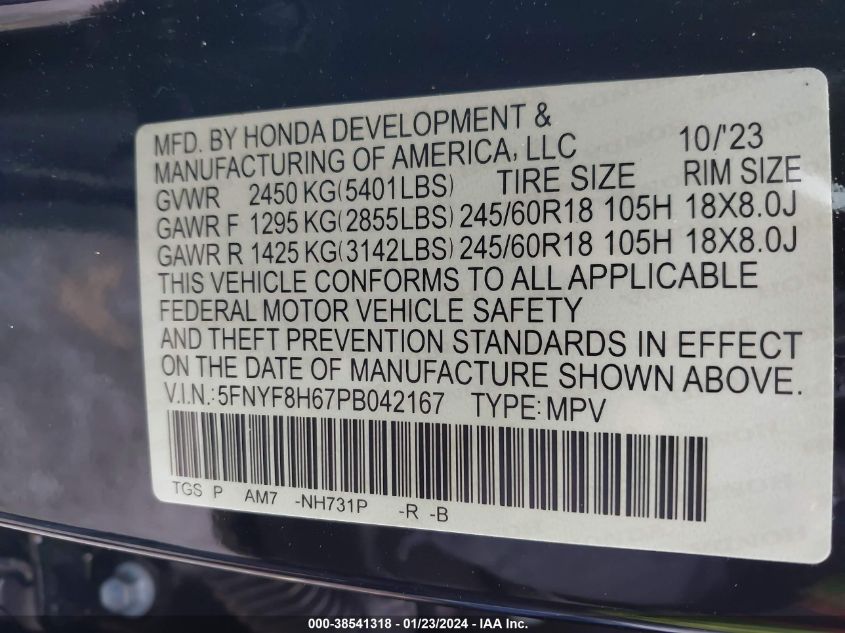 MFD. BY HONDA DEVELOPMENT &
MANUFACTURING OF AMERICA, LLC 10/'23
GVWR 2450 KG(5401LBS) TIRE SIZE RIM SIZE
GAWR F 1295 KG(2855LBS) 245/60R18 105H 18X8.0J
GAWR R 1425 KG(3142LBS) 245/60R18 105H 18X8.0J
THIS VEHICLE CONFORMS TO ALL APPLICABLE
FEDERAL MOTOR VEHICLE SAFETY
AND THEFT PREVENTION STANDARDS IN EFFECT
ON THE DATE OF MANUFACTURE SHOWN ABOVE.
V.I.N.: 5FNYF8H67PB042167 TYPE: MPV
TGS P AM7 -NH731P -R -B
000-38541318 - 01/23/2024 - IAA Inc.